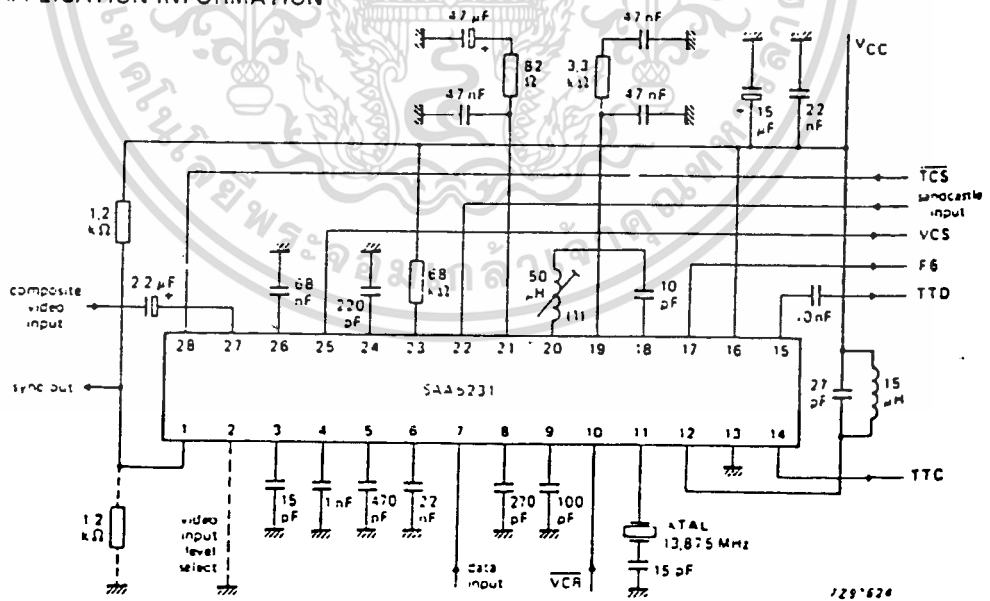 APPLICATION INFORMATION
47 µF
47 nF
82 Ω
3,3 kΩ
47 nF
47 nF
15 µF
22 nF
VCC
TCS
sandcastle input
VCS
F6
TTD
1,2 kΩ
composite video input
2.2 µF
68 nF
220 pF
68 kΩ
50 µH
(1)
10 pF
10 nF
28 27 26 25 24 23 22 21 20 19 18 17 16 15
sync out
SAA5231
27 pF
15 µH
1 2 3 4 5 6 7 8 9 10 11 12 13 14
TTC
1.2 kΩ
video input level select
15 pF
1 nF
470 nF
22 nF
data input
270 pF
100 pF
VCR
XTAL
13,875 MHz
15 pF